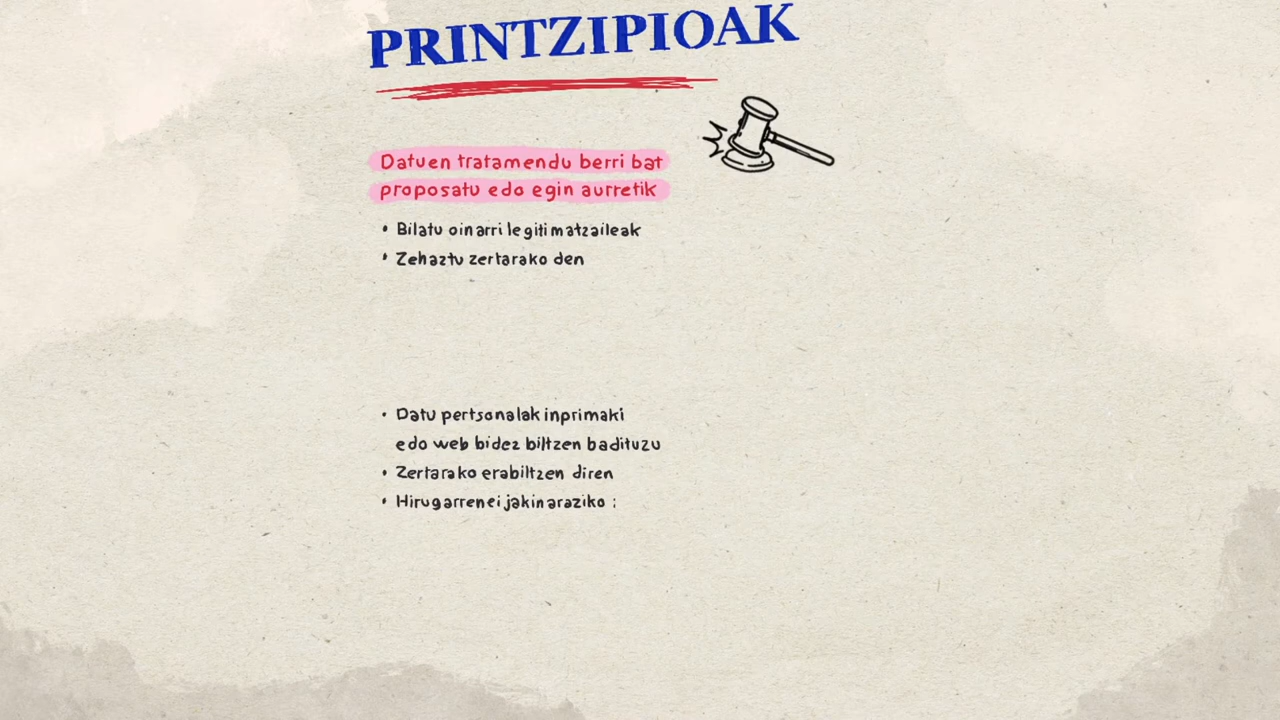 PRINTZIPIOAK
Datuen tratamendu berri bat
proposatu edo egin aurretik
• Bilatu oinarri legitimatzaileak
• Zehaztu zertarako den
• Datu pertsonalak inprimaki
edo web bidez biltzen badituzu
• Zertarako erabiltzen diren
• Hirugarrenei jakinaraziko :